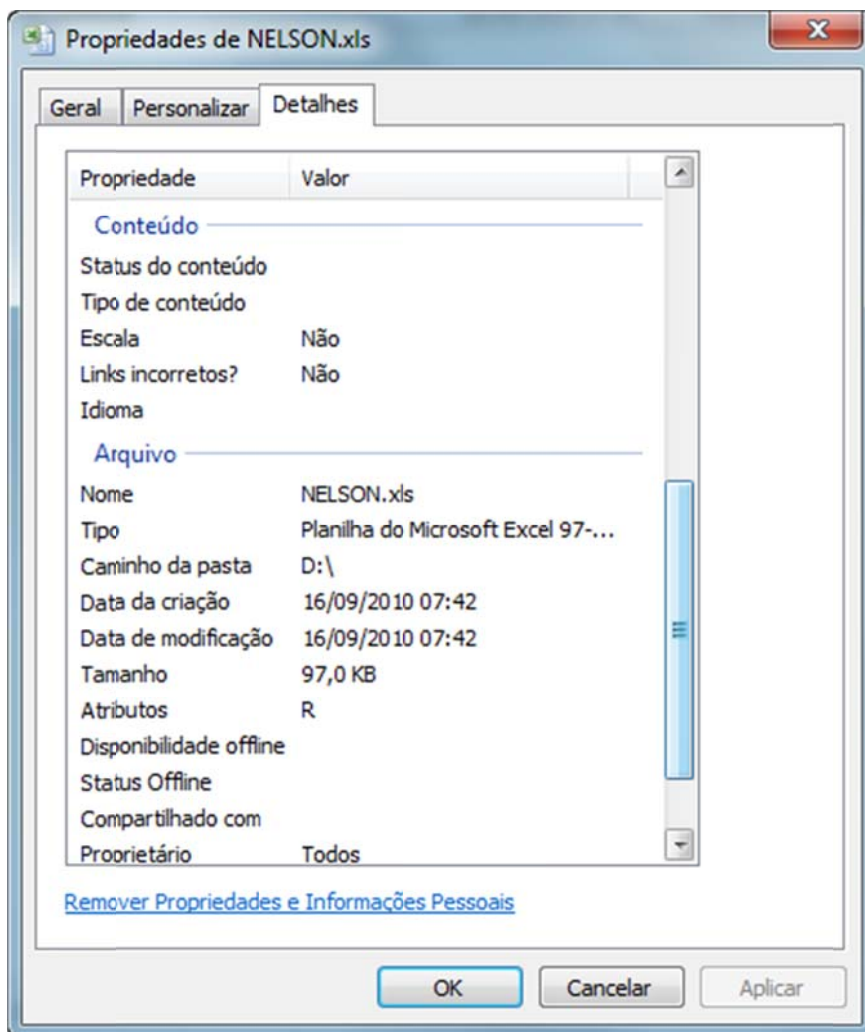 Propriedades de NELSON.xls
Geral Personalizar Detalhes
Propriedade Valor
Conteúdo
Status do conteúdo
Tipo de conteúdo
Escala Não
Links incorretos? Não
Idioma
Arquivo
Nome NELSON.xls
Tipo Planilha do Microsoft Excel 97-...
Caminho da pasta D:\
Data da criação 16/09/2010 07:42
Data de modificação 16/09/2010 07:42
Tamanho 97,0 KB
Atributos R
Disponibilidade offline
Status Offline
Compartilhado com
Proprietário Todos
Remover Propriedades e Informações Pessoais
OK Cancelar Aplicar